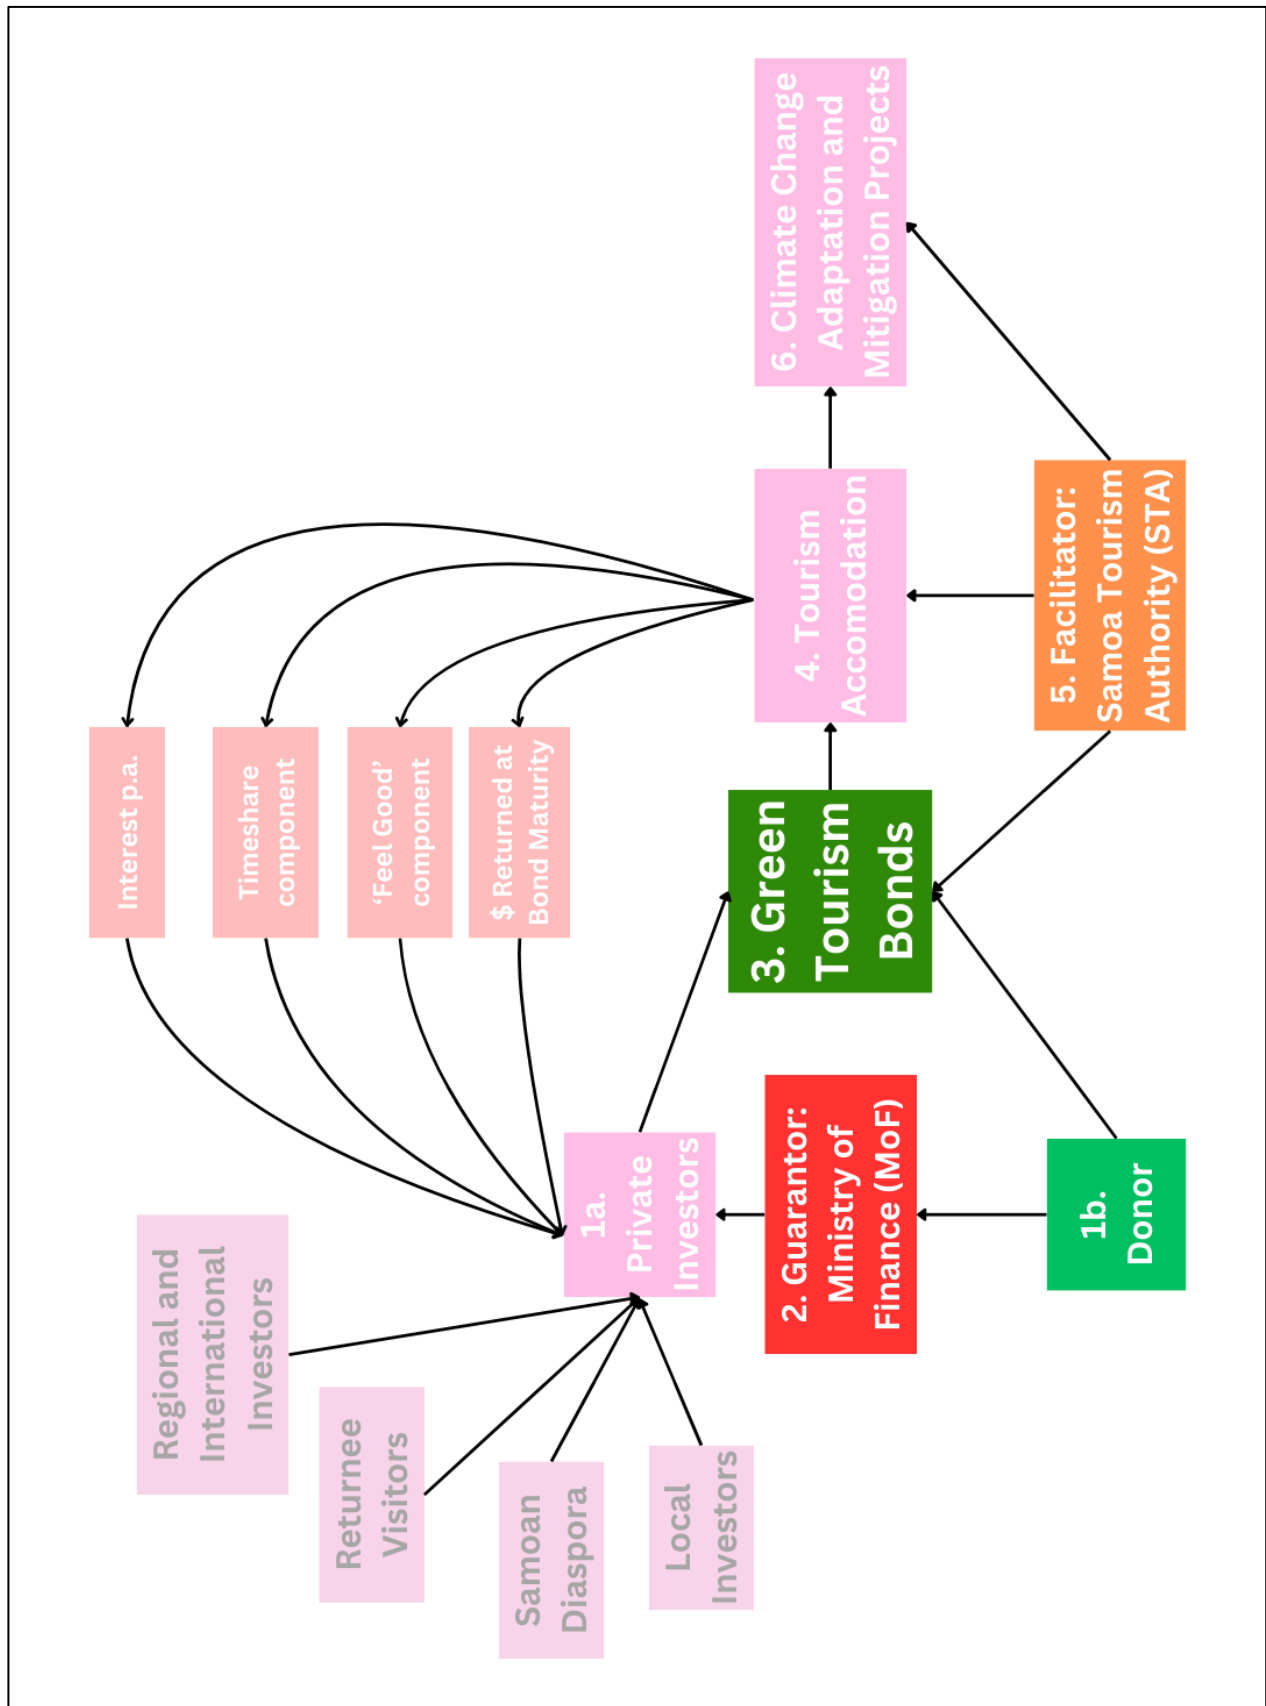 Regional and
International
Investors
Returnee
Visitors
Samoan
Diaspora
Local
Investors
Interest p.a.
Timeshare
component
‘Feel Good’
component
$ Returned at
Bond Maturity
1a.
Private
Investors
2. Guarantor:
Ministry of
Finance (MoF)
1b.
Donor
3. Green
Tourism
Bonds
4. Tourism
Accomodation
5. Facilitator:
Samoa Tourism
Authority (STA)
6. Climate Change
Adaptation and
Mitigation Projects